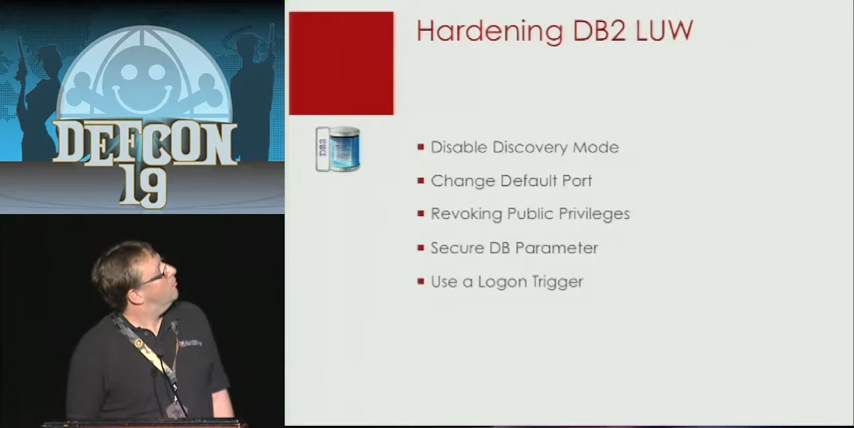 DEFCON
19
Hardening DB2 LUW
DB2
Disable Discovery Mode
Change Default Port
Revoking Public Privileges
Secure DB Parameter
Use a Logon Trigger